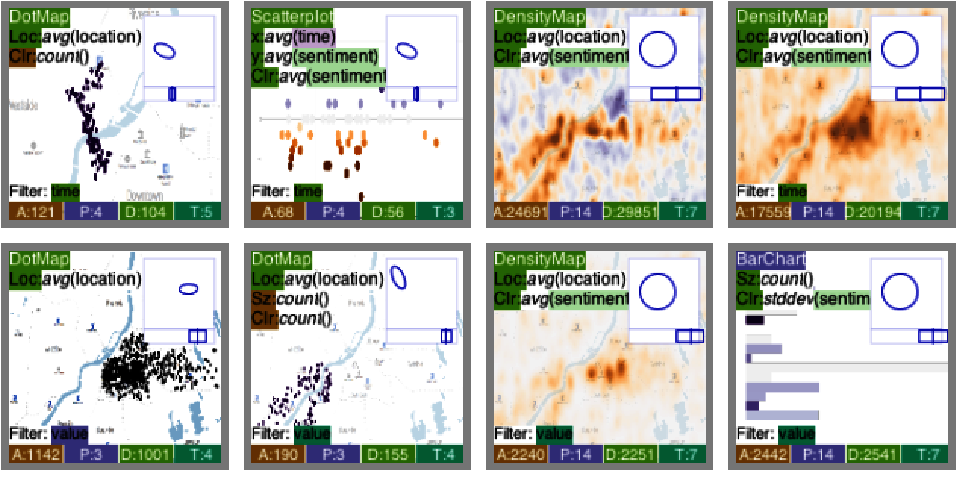 DotMap
Loc:avg(location)
Clr:count()
Westside
Downtown
Filter: time
A:121 P:4 D:104 T:5
Scatterplot
x:avg(time)
y:avg(sentiment)
Clr:avg(sentiment
Filter: time
A:68 P:4 D:56 T:3
DensityMap
Loc:avg(location)
Clr:avg(sentiment
Filter: time
A:24691 P:14 D:29851 T:7
DensityMap
Loc:avg(location)
Clr:avg(sentiment
Filter: time
A:17559 P:14 D:20194 T:7
DotMap
Loc:avg(location)
Filter: value
A:1142 P:3 D:1001 T:4
DotMap
Loc:avg(location)
Sz:count()
Clr:count()
Filter: value
A:190 P:3 D:155 T:4
DensityMap
Loc:avg(location)
Clr:avg(sentiment
Filter: value
A:2240 P:14 D:2251 T:7
BarChart
Sz:count()
Clr:stddev(sentim
Filter: value
A:2442 P:14 D:2541 T:7